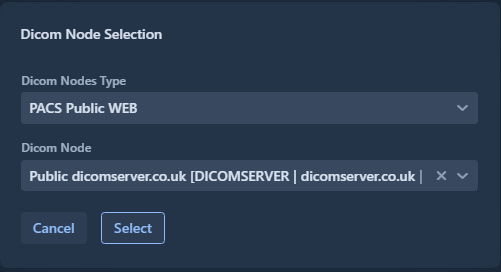 Dicom Node Selection
Dicom Nodes Type
PACS Public WEB
Dicom Node
Public dicomserver.co.uk [DICOMSERVER | dicomserver.co.uk |
Cancel
Select